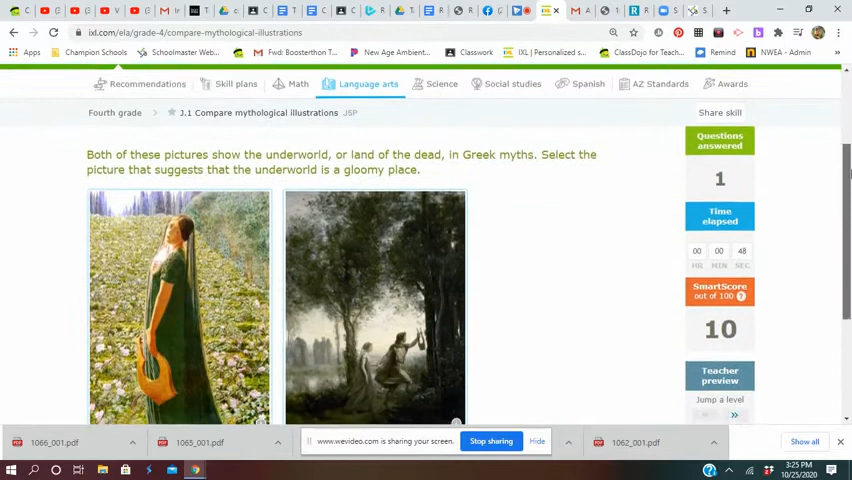 ixl.com/ela/grade-4/compare-mythological-illustrations
Apps Champion Schools Schoolmaster Web... Fwd: Boosterthon T... New Age Ambient... Classwork IXL | Personalized s... ClassDojo for Teac... Remind NWEA - Admin
Recommendations Skill plans Math Language arts Science Social studies Spanish AZ Standards Awards
Fourth grade J.1 Compare mythological illustrations J5P Share skill
Both of these pictures show the underworld, or land of the dead, in Greek myths. Select the
picture that suggests that the underworld is a gloomy place.
Questions
answered
1
Time
elapsed
00 00 48
HR MIN SEC
SmartScore
out of 100 ?
10
Teacher
preview
Jump a level
1066_001.pdf 1065_001.pdf www.wevideo.com is sharing your screen. Stop sharing Hide 1062_001.pdf Show all
3:25 PM
10/25/2020